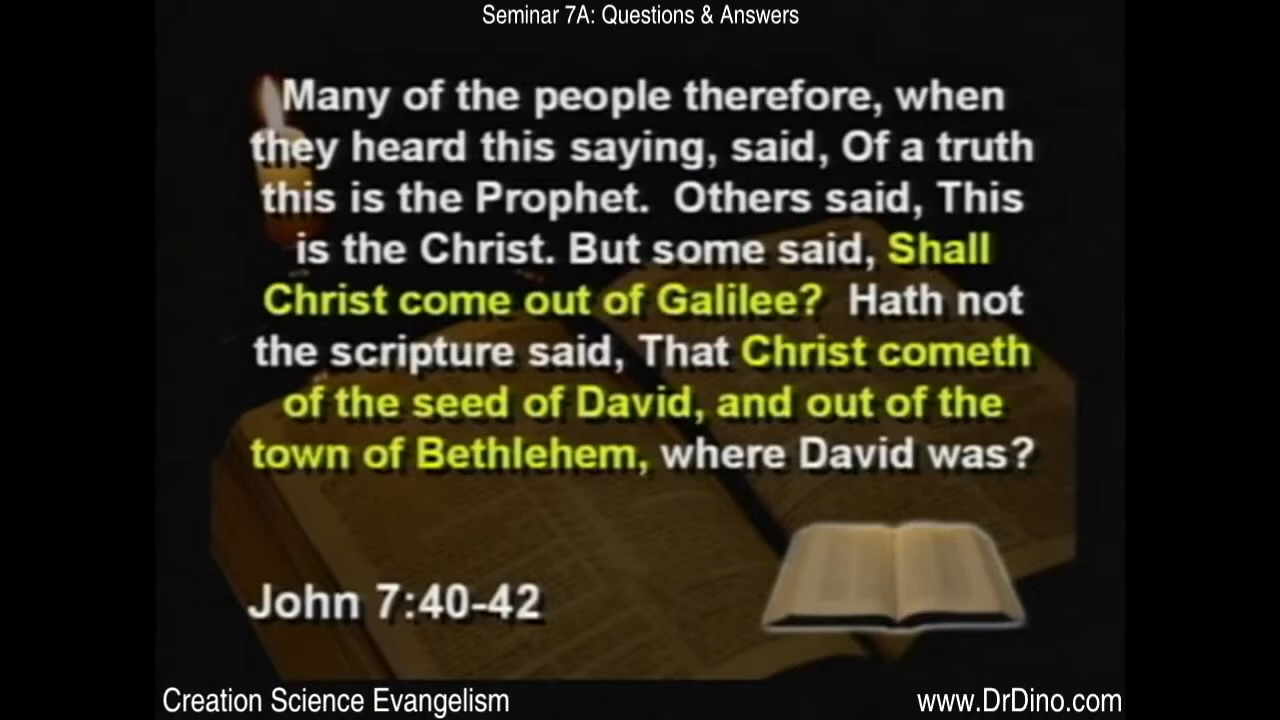 Seminar 7A: Questions & Answers
Many of the people therefore, when
they heard this saying, said, Of a truth
this is the Prophet.  Others said, This
is the Christ. But some said, Shall
Christ come out of Galilee?  Hath not
the scripture said, That Christ cometh
of the seed of David, and out of the
town of Bethlehem, where David was?
John 7:40-42
Creation Science Evangelism
www.DrDino.com